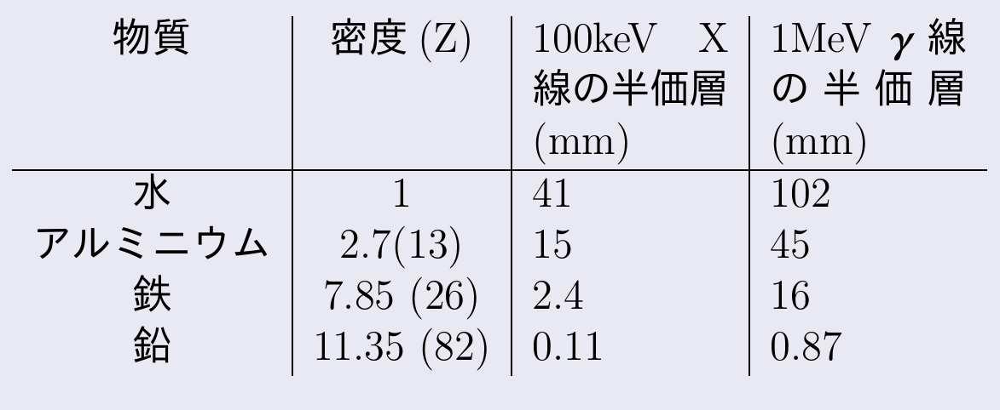 物質 密度 (Z) 100keV X 1MeV γ 線
線の半価層 の半価層
(mm) (mm)
水 1 41 102
アルミニウム 2.7(13) 15 45
鉄 7.85 (26) 2.4 16
鉛 11.35 (82) 0.11 0.87